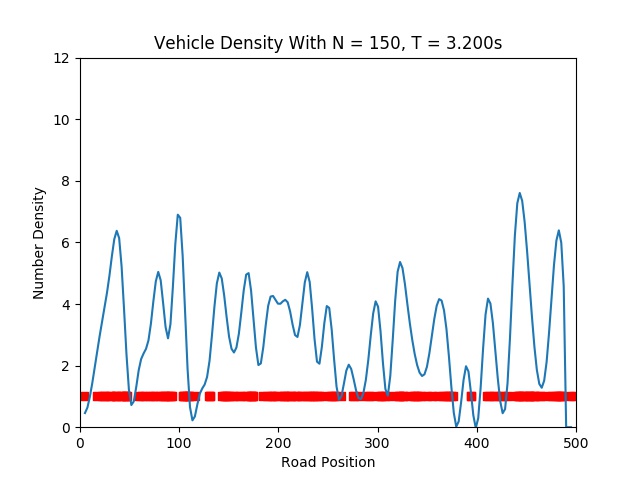 Vehicle Density With N = 150, T = 3.200s
12
10
8
6
4
2
0
Number Density
0 100 200 300 400 500
Road Position